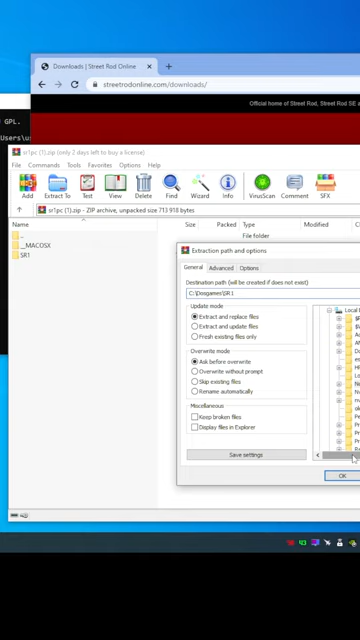 Downloads | Street Rod Online
streetrodonline.com/downloads/
Official home of Street Rod, Street Rod SE a
GPL.
Users\u
sr1pc (1).zip (only 2 days left to buy a license)
File Commands Tools Favorites Options Help
Add Extract To Test View Delete Find Wizard Info VirusScan Comment SFX
sr1pc (1).zip - ZIP archive, unpacked size 713 918 bytes
Name Size Packed Type Modified
..
File folder
__MACOSX
SR1
Extraction path and options
General Advanced Options
Destination path (will be created if does not exist)
C:\Dosgames\SR1
Update mode
Extract and replace files
Extract and update files
Fresh existing files only
Overwrite mode
Ask before overwrite
Overwrite without prompt
Skip existing files
Rename automatically
Miscellaneous
Keep broken files
Display files in Explorer
Save settings
Local
OK